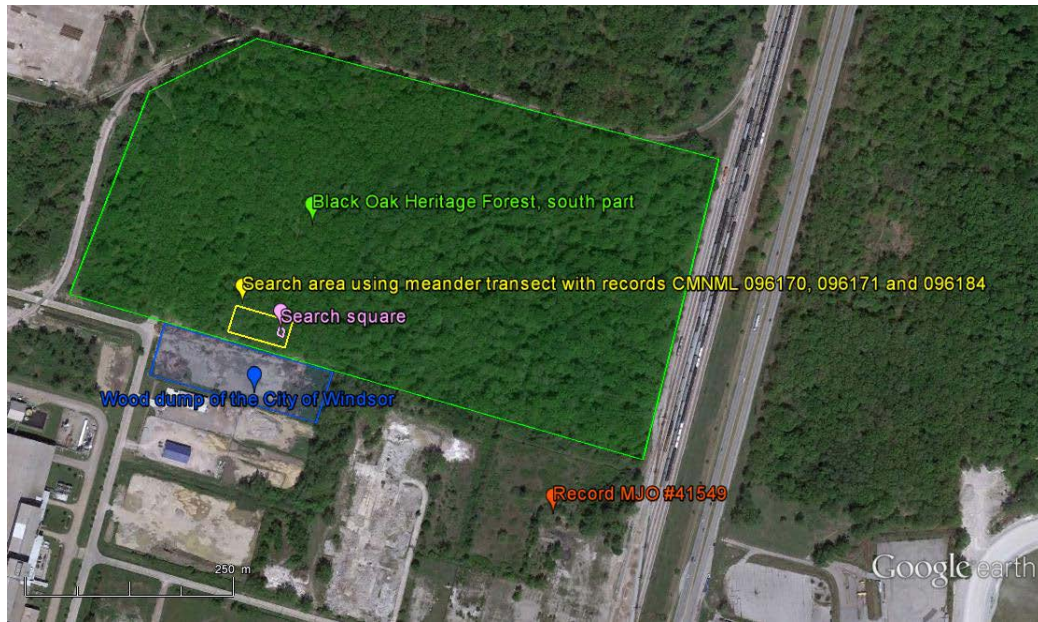 Black Oak Heritage Forest, south part
Search area using meander transect with records CMNML 096170, 096171 and 096184
Search square
Wood dump of the City of Windsor
Record MJO #41549
250 m
Google earth